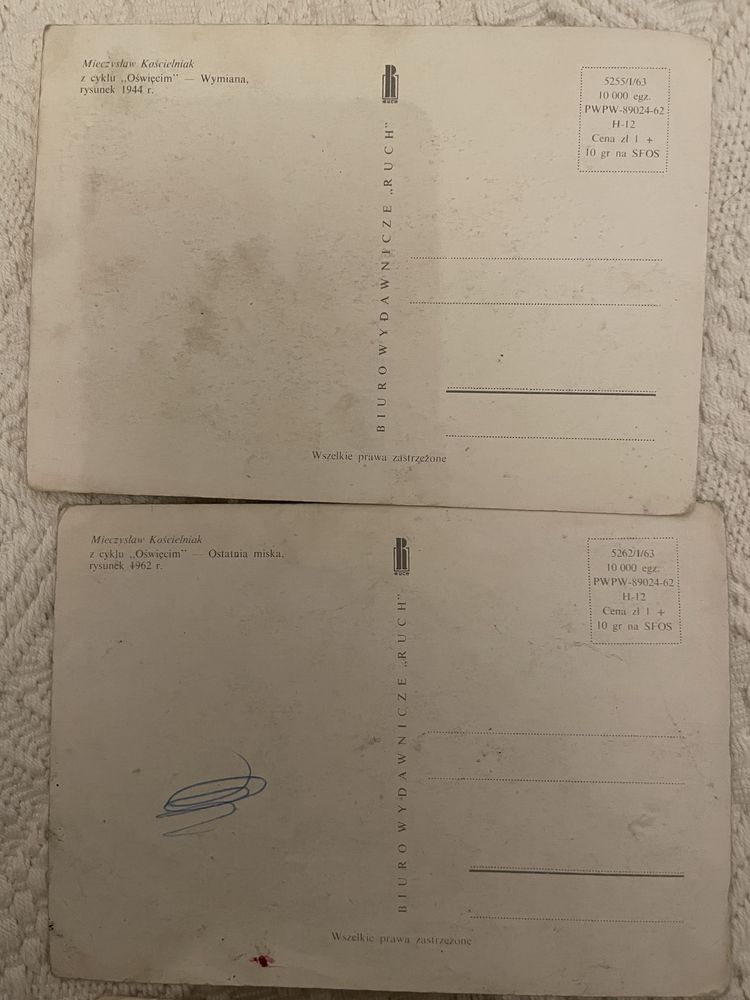 Mieczysław Kościelniak
z cyklu „Oświęcim” — Wymiana,
rysunek 1944 r.
RUCH
5255/I/63
10 000 egz.
PWPW-89024-62
H-12
Cena zł 1 +
10 gr na SFOS
BIURO WYDAWNICZE „RUCH”
Wszelkie prawa zastrzeżone
Mieczysław Kościelniak
z cyklu „Oświęcim” — Ostatnia miska,
rysunek 1962 r.
RUCH
5262/I/63
10 000 egz.
PWPW-89024-62
H-12
Cena zł 1 +
10 gr na SFOS
BIURO WYDAWNICZE „RUCH”
Wszelkie prawa zastrzeżone